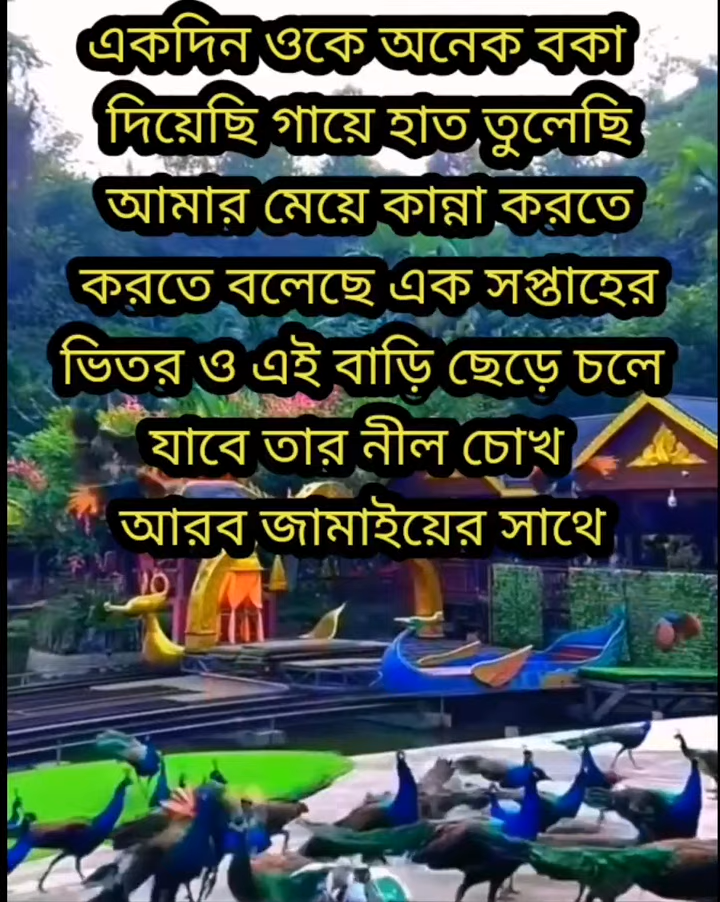 একদিন ওকে অনেক বকা
দিয়েছি গায়ে হাত তুলেছি
আমার মেয়ে কান্না করতে
করতে বলেছে এক সপ্তাহের
ভিতর ও এই বাড়ি ছেড়ে চলে
যাবে তার নীল চোখ
আরব জামাইয়ের সাথে